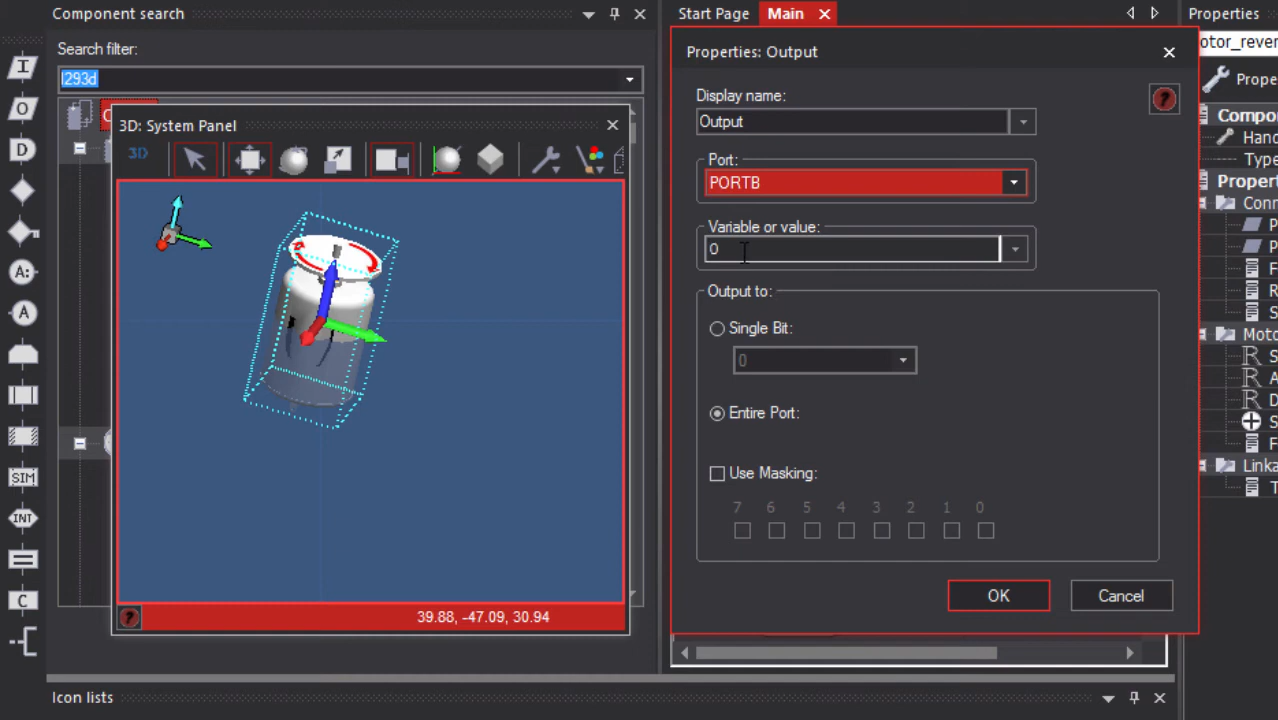 Component search
Search filter:
l293d
3D: System Panel
3D
39.88, -47.09, 30.94
I
O
D
A:
A
SIM
INT
C
Icon lists
Start Page
Main
Properties: Output
Display name:
Output
Port:
PORTB
Variable or value:
0
Output to:
Single Bit:
0
Entire Port:
Use Masking:
7 6 5 4 3 2 1 0
OK
Cancel
Properties
otor_rever
Prope
Compo
Hand
Type
Propert
Conn
P
P
F
R
S
Moto
S
A
D
S
F
Linka
T